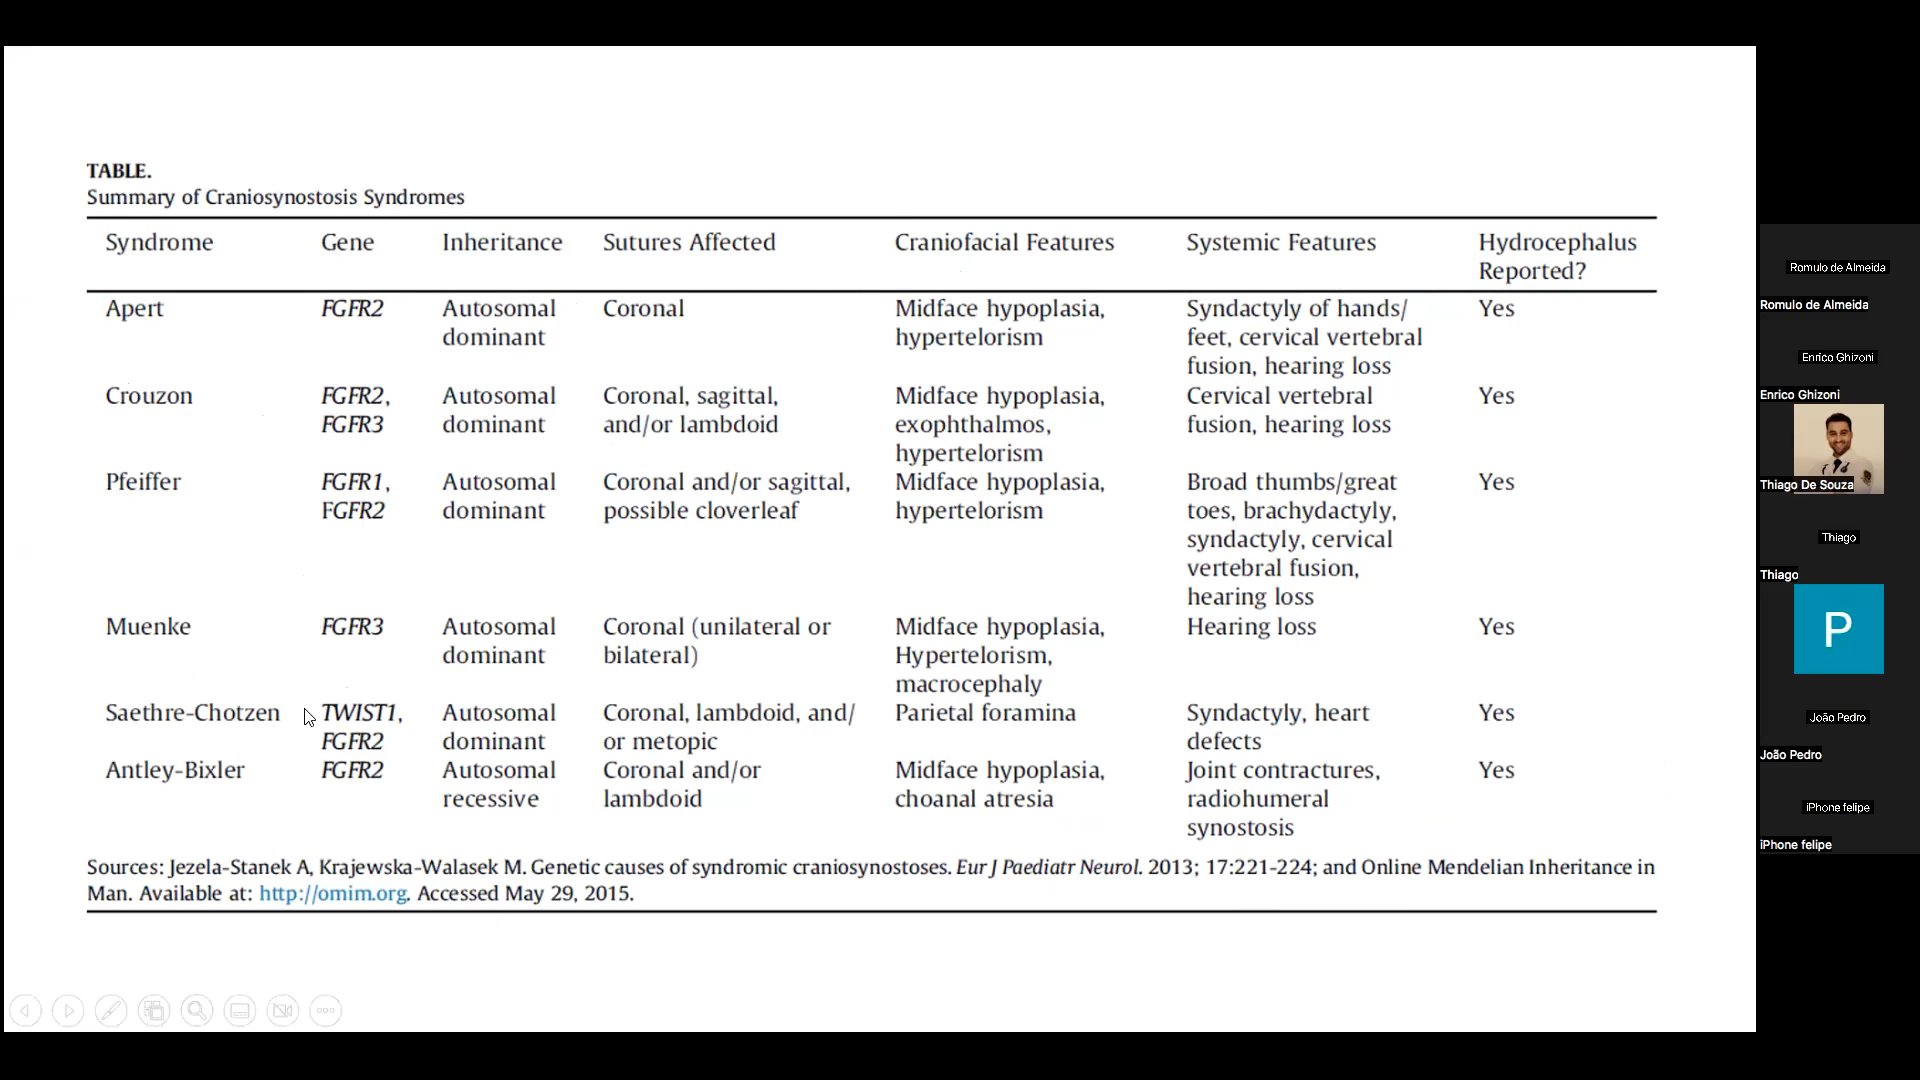 TABLE.
Summary of Craniosynostosis Syndromes
Syndrome Gene Inheritance Sutures Affected Craniofacial Features Systemic Features Hydrocephalus
Reported?
Apert FGFR2 Autosomal Coronal Midface hypoplasia, Syndactyly of hands/ Yes
dominant hypertelorism feet, cervical vertebral
fusion, hearing loss
Crouzon FGFR2, Autosomal Coronal, sagittal, Midface hypoplasia, Cervical vertebral Yes
FGFR3 dominant and/or lambdoid exophthalmos, fusion, hearing loss
hypertelorism
Pfeiffer FGFR1, Autosomal Coronal and/or sagittal, Midface hypoplasia, Broad thumbs/great Yes
FGFR2 dominant possible cloverleaf hypertelorism toes, brachydactyly,
syndactyly, cervical
vertebral fusion,
hearing loss
Muenke FGFR3 Autosomal Coronal (unilateral or Midface hypoplasia, Hearing loss Yes
dominant bilateral) Hypertelorism,
macrocephaly
Saethre-Chotzen TWIST1, Autosomal Coronal, lambdoid, and/ Parietal foramina Syndactyly, heart Yes
FGFR2 dominant or metopic defects
Antley-Bixler FGFR2 Autosomal Coronal and/or Midface hypoplasia, Joint contractures, Yes
recessive lambdoid choanal atresia radiohumeral
synostosis
Sources: Jezela-Stanek A, Krajewska-Walasek M. Genetic causes of syndromic craniosynostoses. Eur J Paediatr Neurol. 2013; 17:221-224; and Online Mendelian Inheritance in
Man. Available at: http://omim.org. Accessed May 29, 2015.
Romulo de Almeida
Romulo de Almeida
Enrico Ghizoni
Enrico Ghizoni
Thiago De Souza
Thiago
Thiago
P
João Pedro
João Pedro
iPhone felipe
iPhone felipe